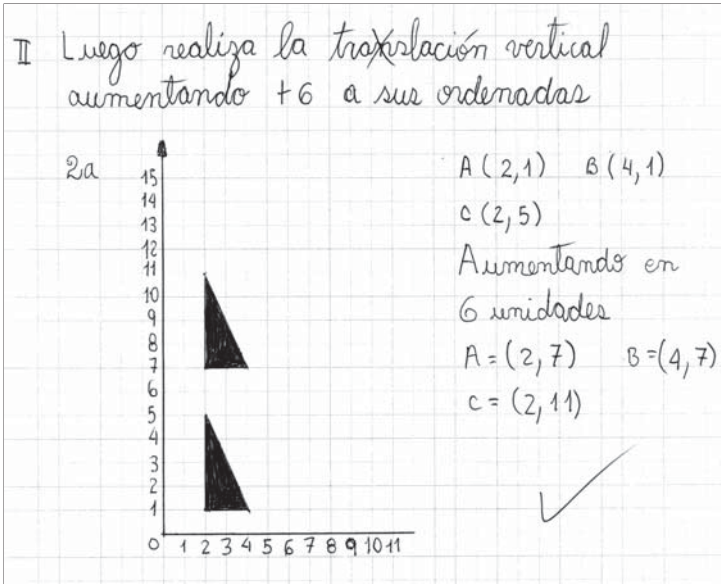 II Luego realiza la traxslación vertical
aumentando +6 a sus ordenadas
2a
A (2,1) B (4,1)
C (2,5)
Aumentando en
6 unidades
A = (2,7) B = (4,7)
C = (2,11)
15
14
13
12
11
10
9
8
7
6
5
4
3
2
1
0 1 2 3 4 5 6 7 8 9 10 11